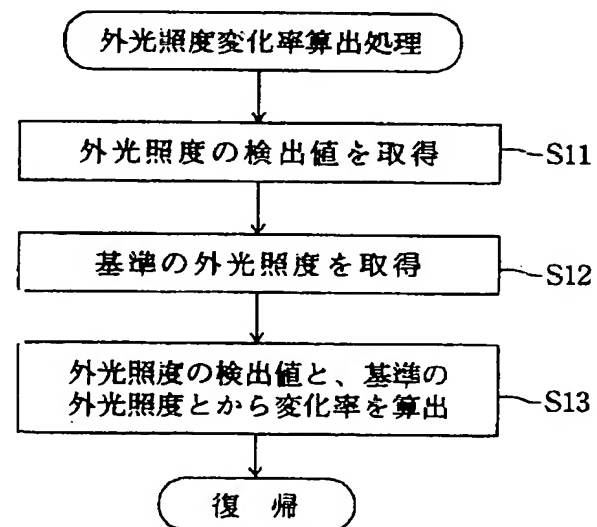 外光照度変化率算出処理
外光照度の検出値を取得
S11
基準の外光照度を取得
S12
外光照度の検出値と、基準の
外光照度とから変化率を算出
S13
復 帰